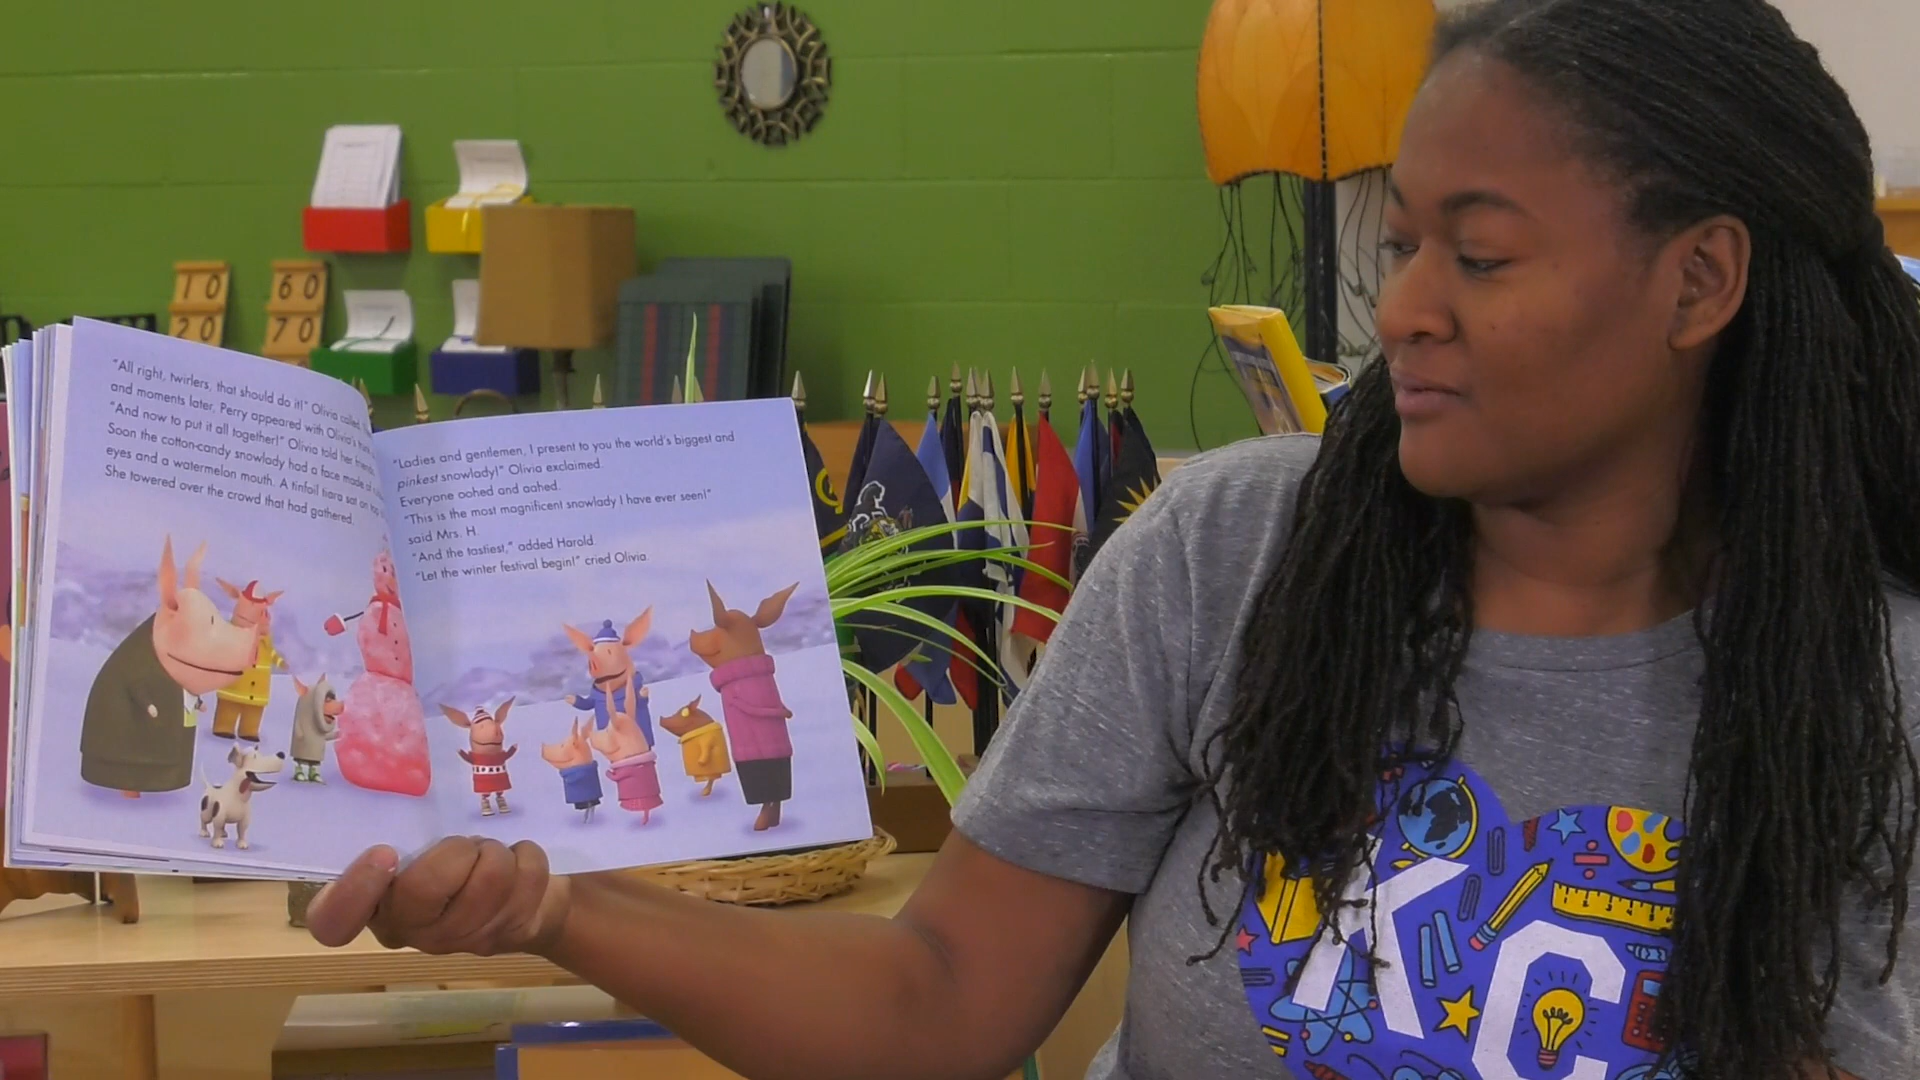 10
20
60
70
"All right, twirlers, that should do it!" Olivia called,
and moments later, Perry appeared with Olivia's
"And now to put it all together!" Olivia told her friends.
Soon the cotton-candy snowlady had a face made of
eyes and a watermelon mouth. A tinfoil tiara sat on
She towered over the crowd that had gathered.
"Ladies and gentlemen, I present to you the world's biggest and
pinkest snowlady!" Olivia exclaimed.
Everyone oohed and aahed.
"This is the most magnificent snowlady I have ever seen!"
said Mrs. H.
"And the tastiest," added Harold.
"Let the winter festival begin!" cried Olivia.
KC